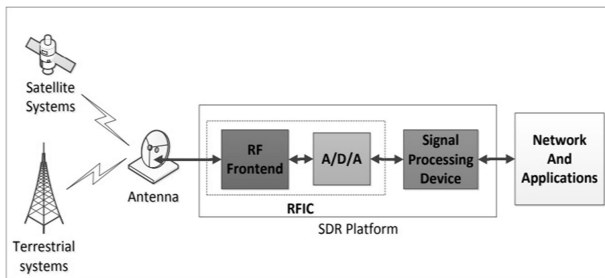 Satellite
Systems
Antenna
Terrestrial
systems
RF
Frontend
A/D/A
RFIC
Signal
Processing
Device
SDR Platform
Network
And
Applications